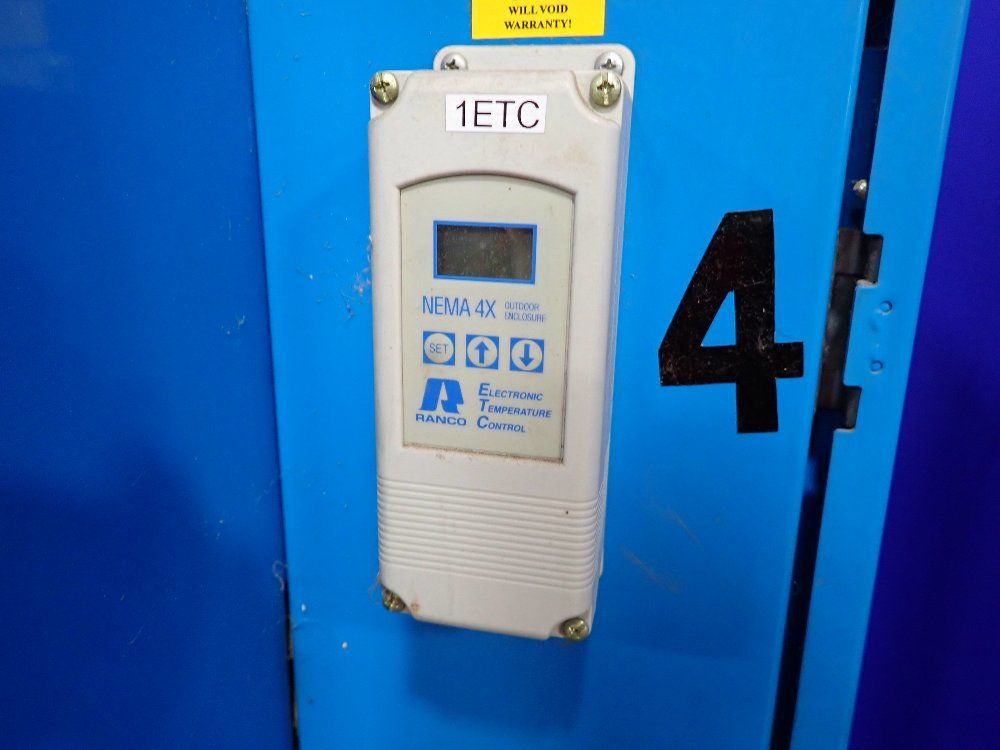 WILL VOID
WARRANTY!
1ETC
NEMA 4X OUTDOOR
ENCLOSURE
SET
RANCO
ELECTRONIC
TEMPERATURE
CONTROL
4